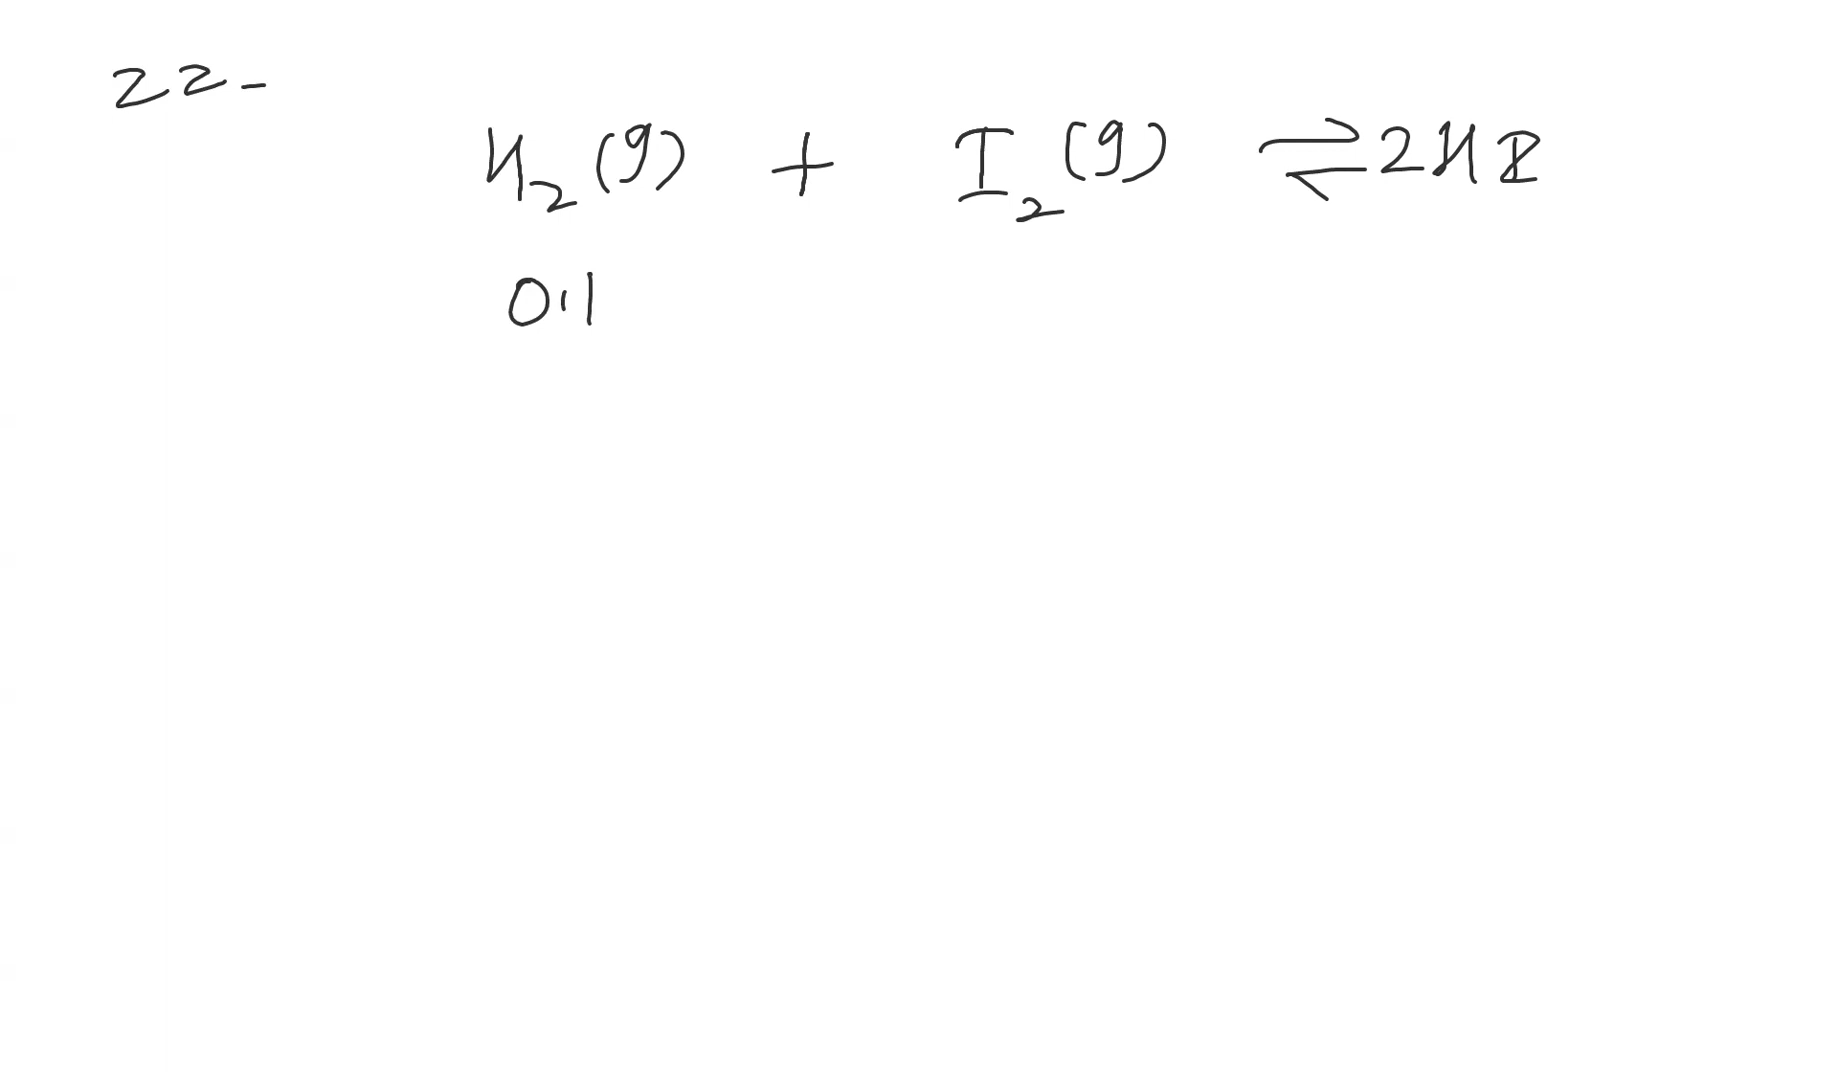 22-
H₂(g) + I₂(g) ⇌ 2HI
0.1